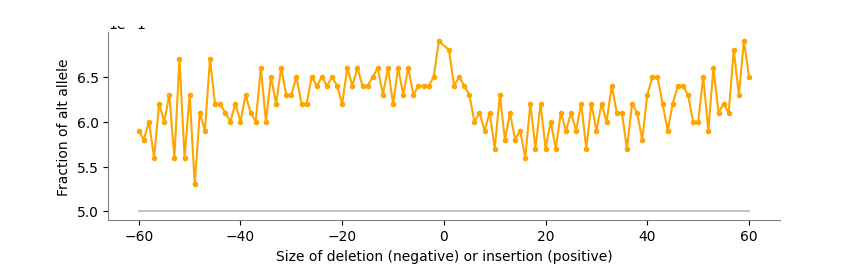 6.5
6.0
5.5
5.0
Fraction of alt allele
−60 −40 −20 0 20 40 60
Size of deletion (negative) or insertion (positive)